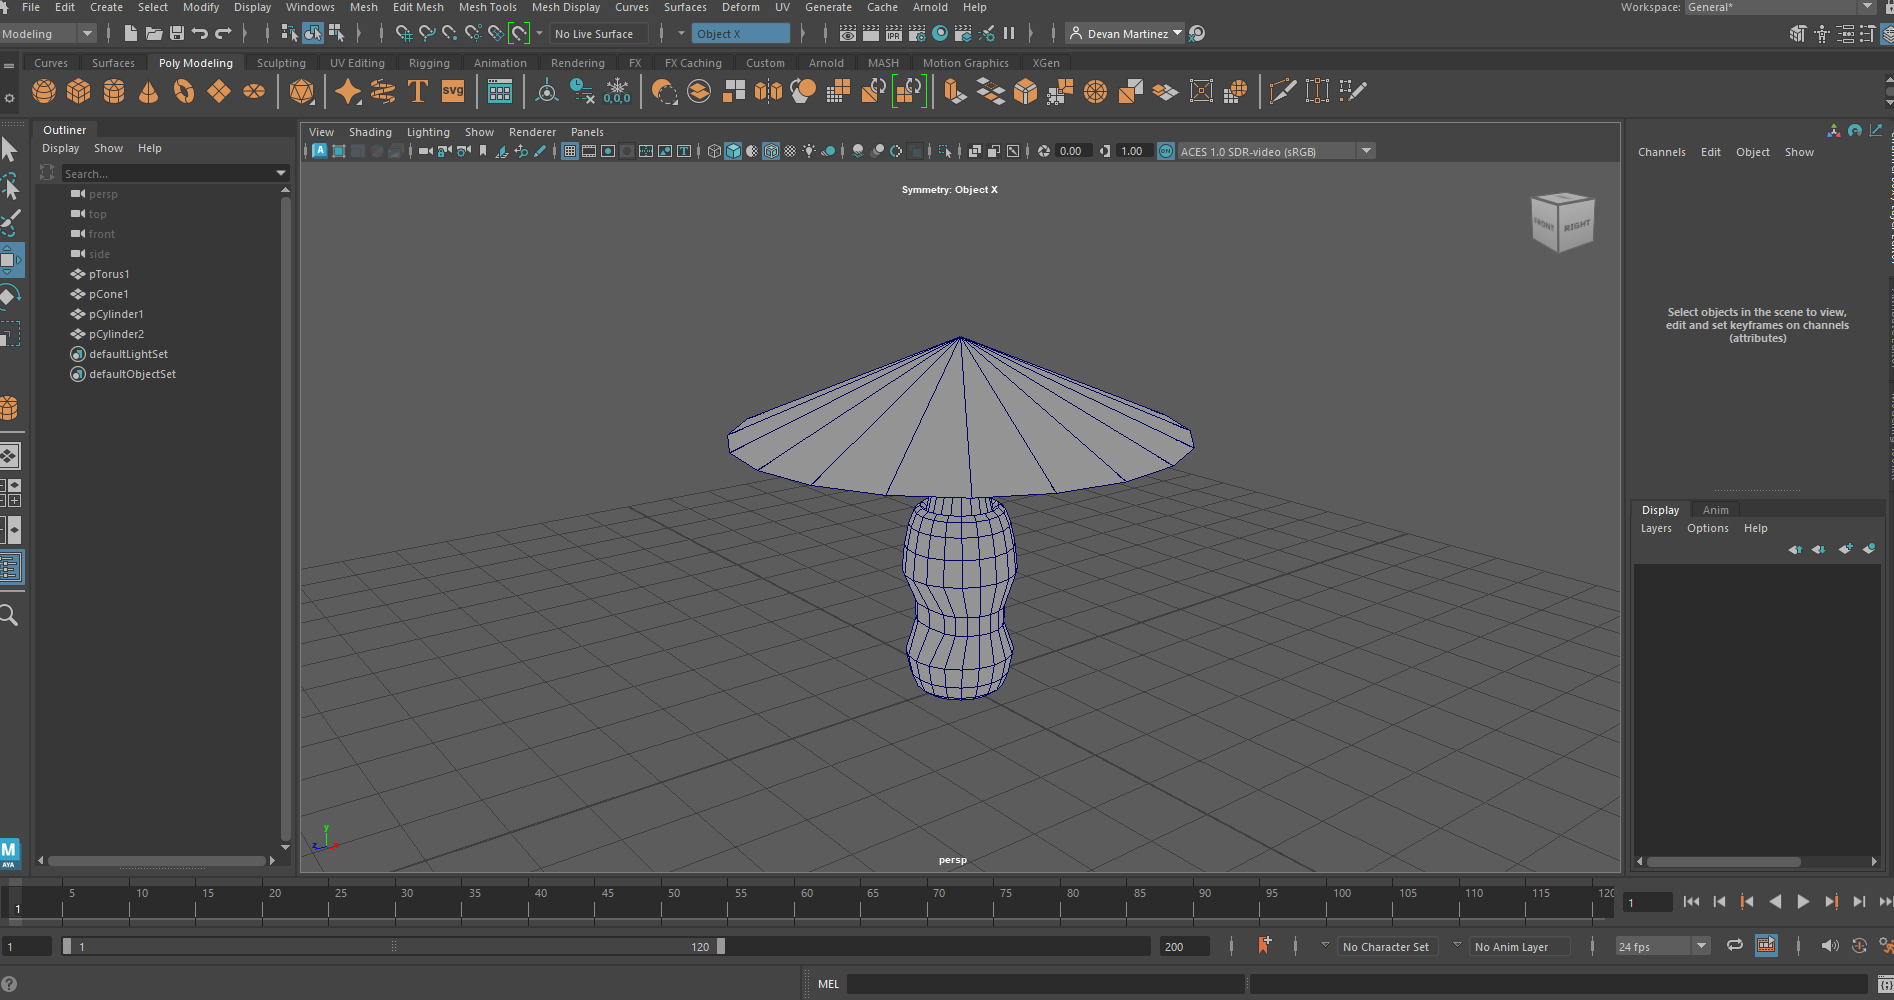 File Edit Create Select Modify Display Windows Mesh Edit Mesh Mesh Tools Mesh Display Curves Surfaces Deform UV Generate Cache Arnold Help Workspace: General*
Modeling No Live Surface Object X IPR Devan Martinez
Curves Surfaces Poly Modeling Sculpting UV Editing Rigging Animation Rendering FX FX Caching Custom Arnold MASH Motion Graphics XGen
T SVG 0,0,0
Outliner
Display Show Help
Search...
persp
top
front
side
pTorus1
pCone1
pCylinder1
pCylinder2
defaultLightSet
defaultObjectSet
View Shading Lighting Show Renderer Panels
0.00 1.00 ON ACES 1.0 SDR-video (sRGB)
Symmetry: Object X
FRONT RIGHT
y
z x
persp
Channels Edit Object Show
Select objects in the scene to view,
edit and set keyframes on channels
(attributes)
Display Anim
Layers Options Help
M
AYA
5 10 15 20 25 30 35 40 45 50 55 60 65 70 75 80 85 90 95 100 105 110 115 120
1 1
1 1 120 200 No Character Set No Anim Layer 24 fps
MEL